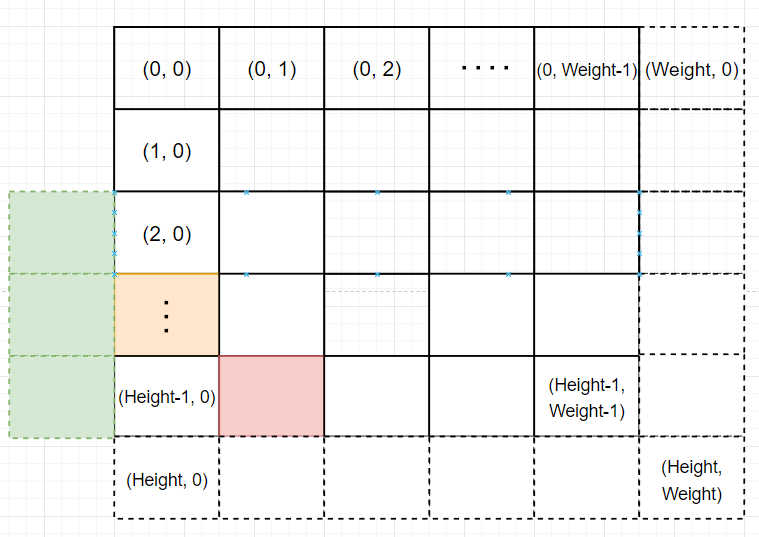 (0, 0) (0, 1) (0, 2) .... (0, Weight-1) (Weight, 0)
(1, 0)
(2, 0)
⋮
(Height-1, 0) (Height-1,
Weight-1)
(Height, 0) (Height,
Weight)